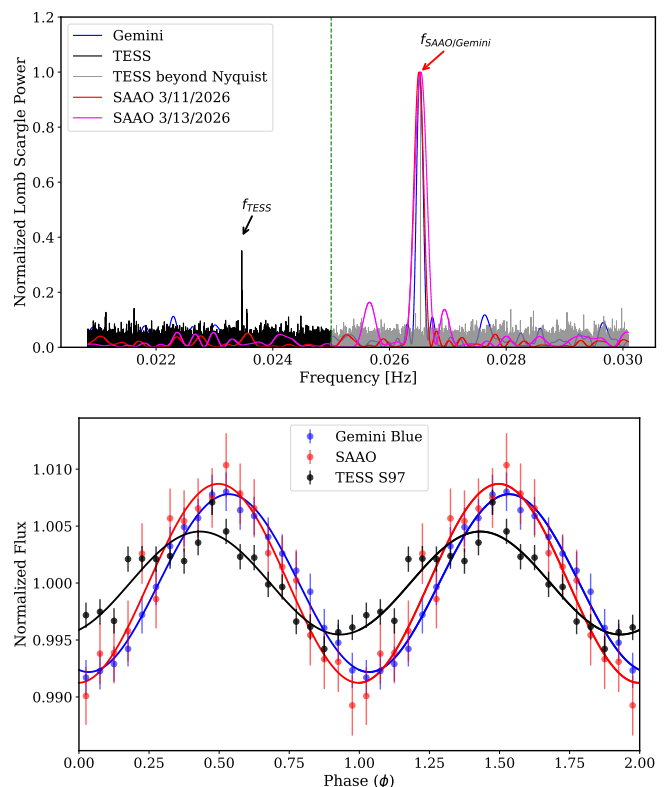 1.2
1.0
0.8
0.6
0.4
0.2
0.0
Normalized Lomb Scargle Power
Gemini
TESS
TESS beyond Nyquist
SAAO 3/11/2026
SAAO 3/13/2026
f_SAAO/Gemini
f_TESS
0.022
0.024
0.026
0.028
0.030
Frequency [Hz]
1.010
1.005
1.000
0.995
0.990
Normalized Flux
Gemini Blue
SAAO
TESS S97
0.00
0.25
0.50
0.75
1.00
1.25
1.50
1.75
2.00
Phase (ϕ)